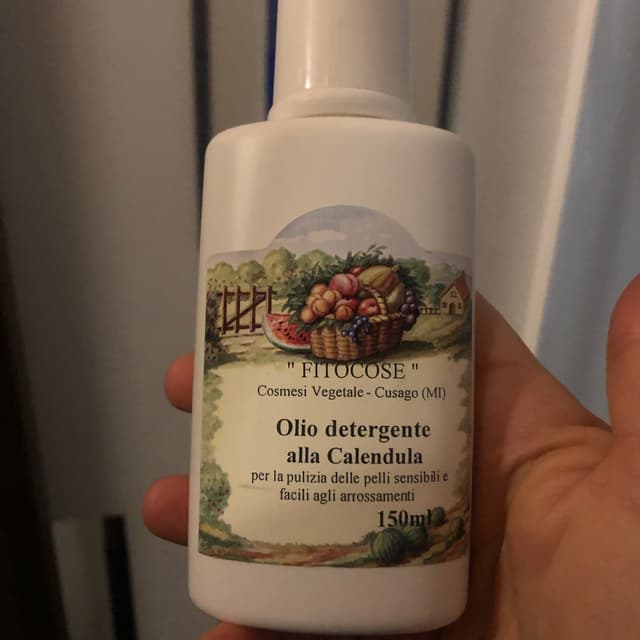 " FITOCOSE "
Cosmesi Vegetale - Cusago (MI)
Olio detergente
alla Calendula
per la pulizia delle pelli sensibili e
facili agli arrossamenti
150ml